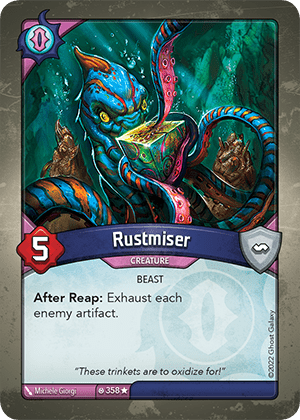 Rustmiser
5
CREATURE
BEAST
After Reap: Exhaust each
enemy artifact.
"These trinkets are to oxidize for!"
Michele Giorgi
358
©2022 Ghost Galaxy